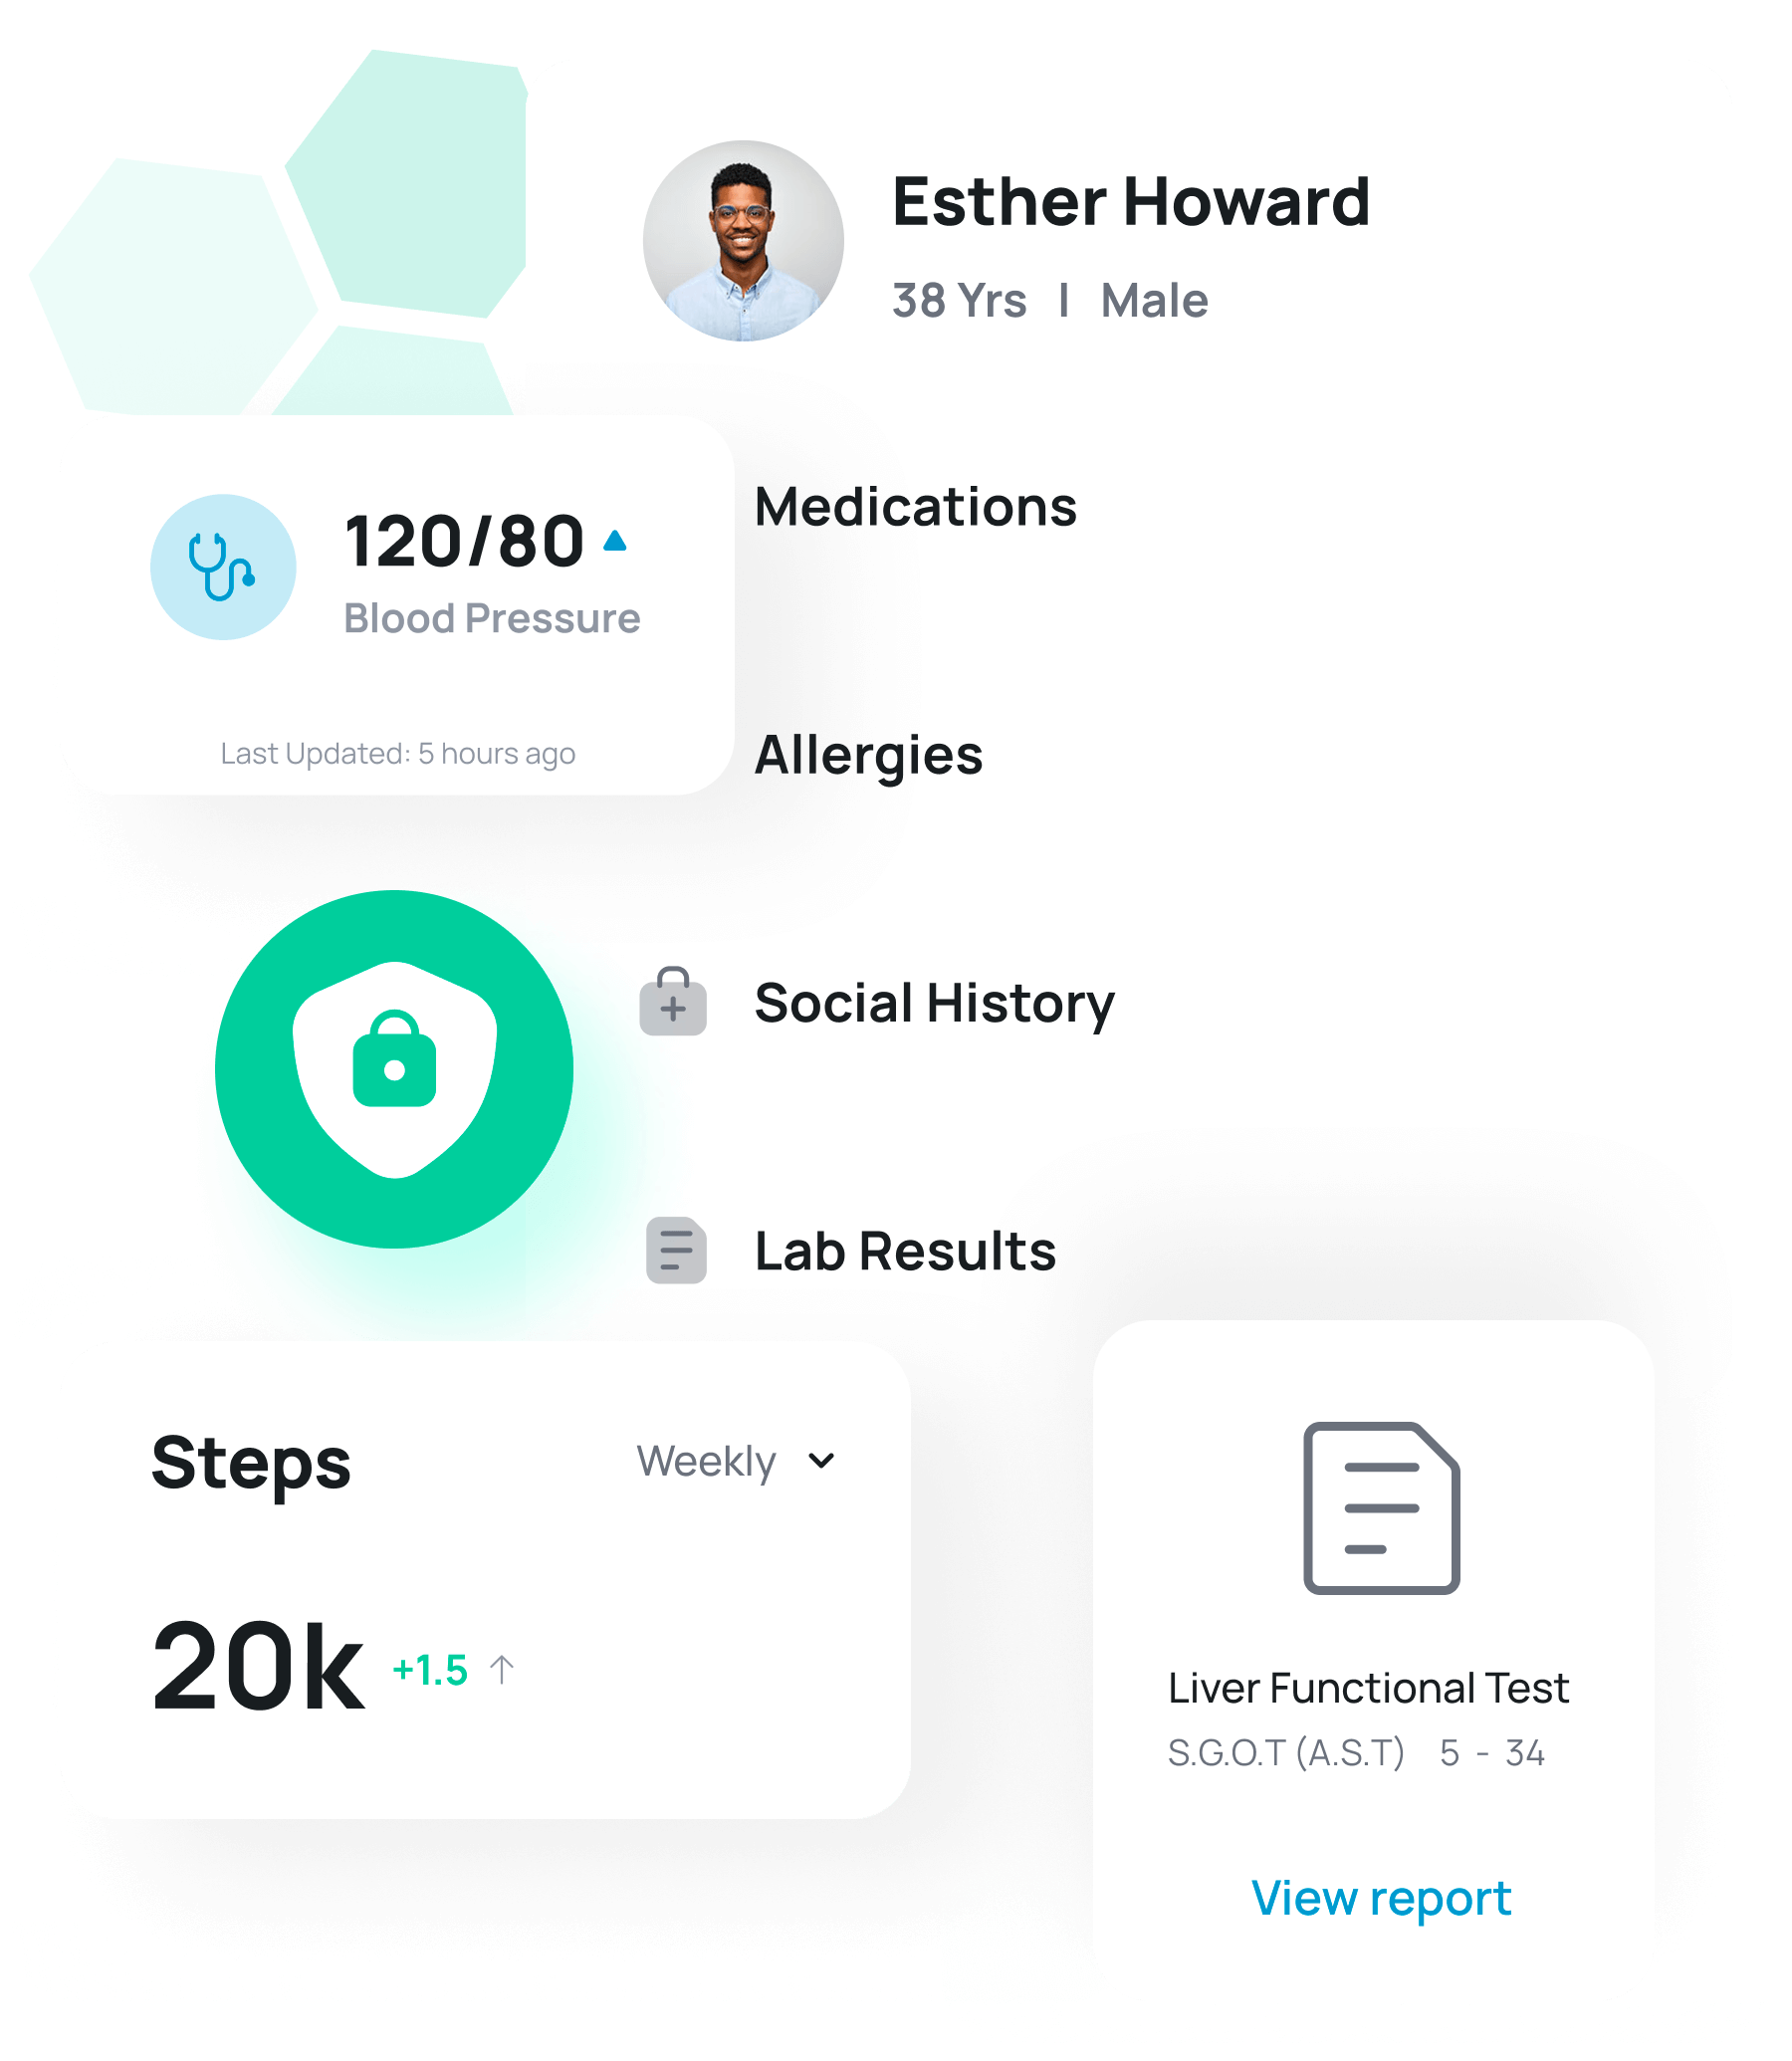 Esther Howard
38 Yrs | Male
120/80
Blood Pressure
Last Updated: 5 hours ago
Medications
Allergies
Social History
Lab Results
Steps
Weekly
20k +1.5 ↑
Liver Functional Test
S.G.O.T (A.S.T) 5 - 34
View report